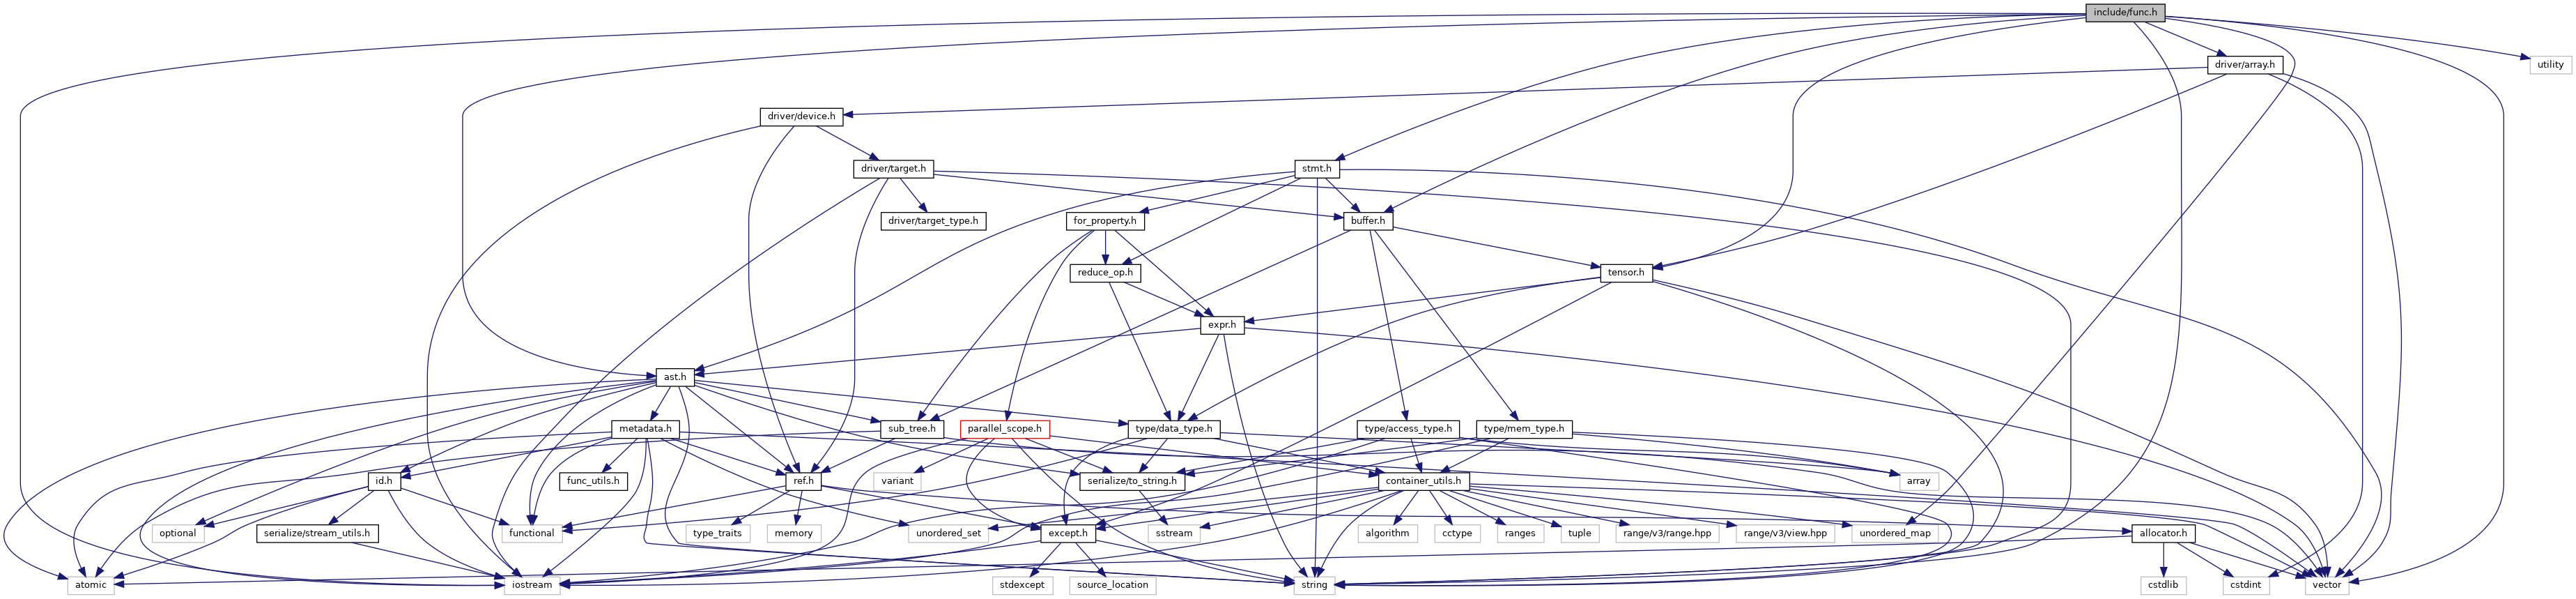 include/func.h
driver/array.h
utility
driver/device.h
driver/target.h
stmt.h
driver/target_type.h
for_property.h
buffer.h
reduce_op.h
tensor.h
expr.h
ast.h
metadata.h
sub_tree.h
parallel_scope.h
type/data_type.h
type/access_type.h
type/mem_type.h
id.h
func_utils.h
ref.h
variant
serialize/to_string.h
container_utils.h
array
optional
serialize/stream_utils.h
functional
type_traits
memory
unordered_set
except.h
sstream
algorithm
cctype
ranges
tuple
range/v3/range.hpp
range/v3/view.hpp
unordered_map
allocator.h
atomic
iostream
stdexcept
source_location
string
cstdlib
cstdint
vector